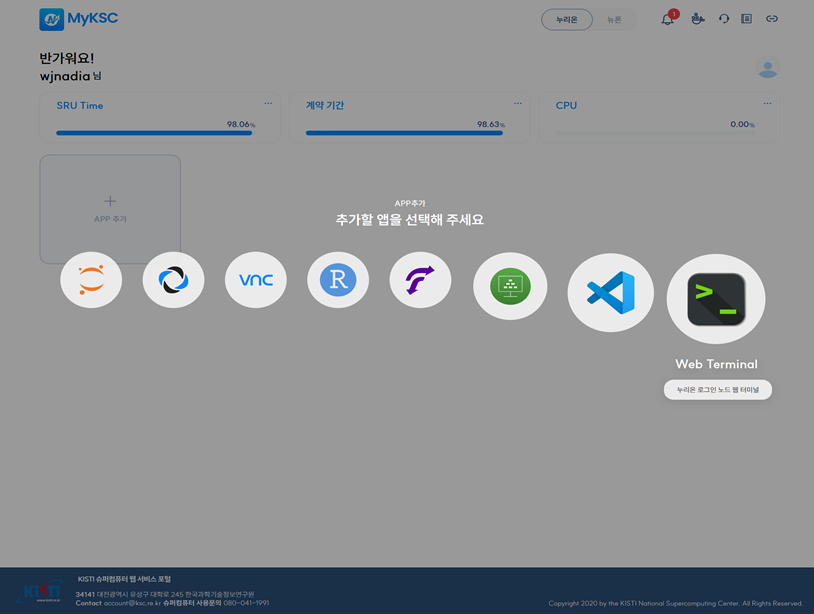 MyKSC
누리온
뉴론
1
반가워요!
wjnadia 님
SRU Time
98.06%
계약 기간
98.63%
CPU
0.00%
APP 추가
APP추가
추가할 앱을 선택해 주세요
VNC
R
Web Terminal
누리온 로그인 노드 웹 터미널
KISTI
www.kisti.re.kr
KISTI 슈퍼컴퓨터 웹 서비스 포털
34141 대전광역시 유성구 대학로 245 한국과학기술정보연구원
Contact account@ksc.re.kr 슈퍼컴퓨터 사용문의 080-041-1991
Copyright 2020 by the KISTI National Supercomputing Center. All Rights Reserved.